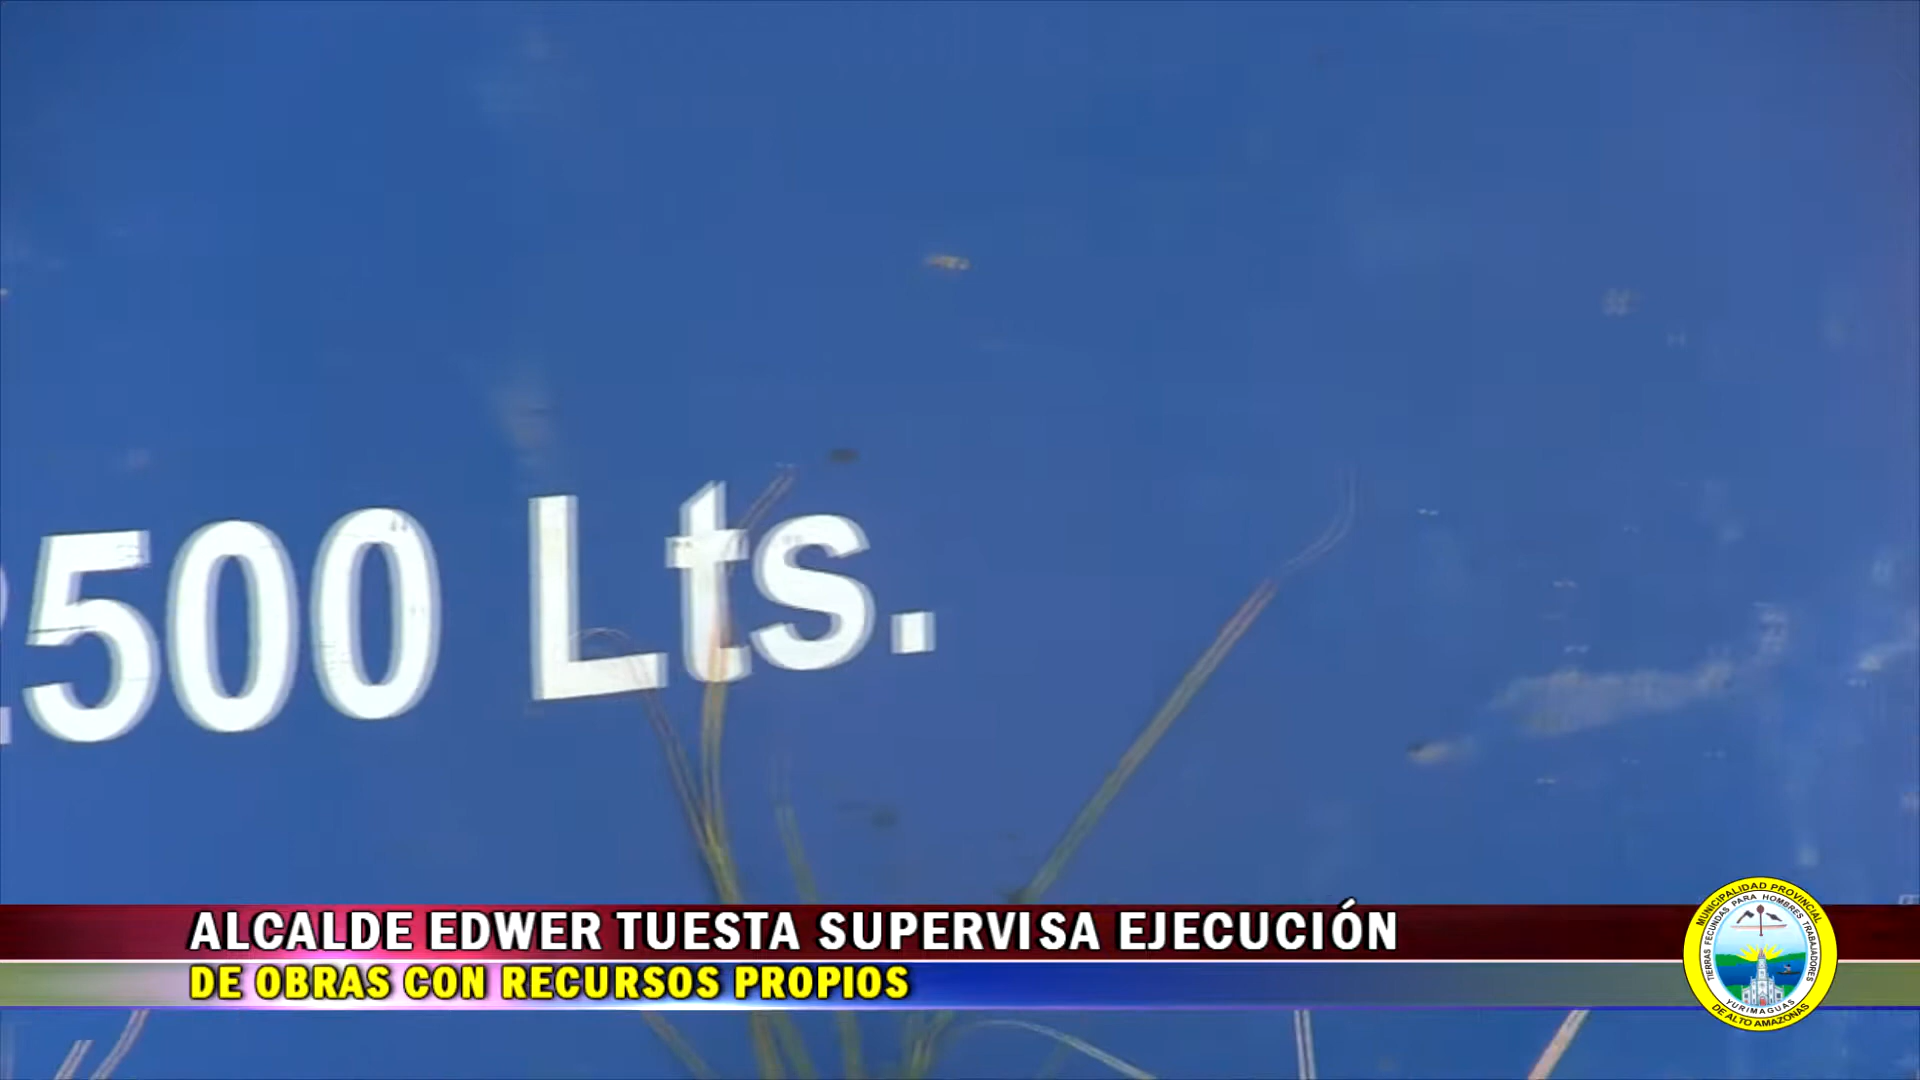 500 Lts.
ALCALDE EDWER TUESTA SUPERVISA EJECUCIÓN
DE OBRAS CON RECURSOS PROPIOS
MUNICIPALIDAD PROVINCIAL
TIERRAS FECUNDAS PARA HOMBRES TRABAJADORES
YURIMAGUAS
DE ALTO AMAZONAS